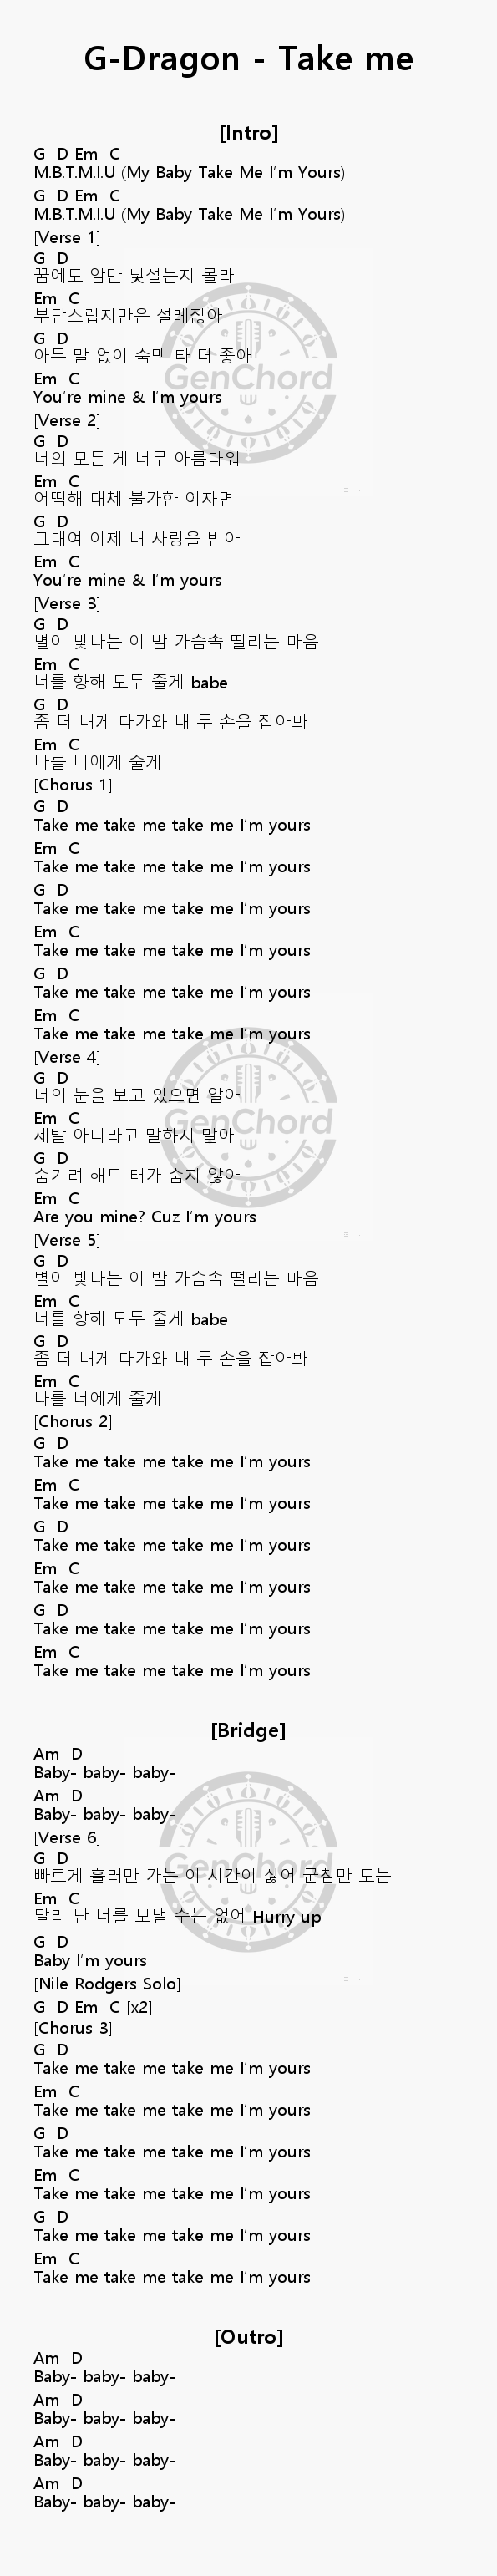 G-Dragon - Take me
[Intro]
G D Em C
M.B.T.M.I.U (My Baby Take Me I'm Yours)
G D Em C
M.B.T.M.I.U (My Baby Take Me I'm Yours)
[Verse 1]
G D
꿈에도 암만 낯설는지 몰라
Em C
부담스럽지만은 설레잖아
G D
아무 말 없이 숙맥 타 더 좋아
Em C
You're mine & I'm yours
[Verse 2]
G D
너의 모든 게 너무 아름다워
Em C
어떡해 대체 불가한 여자면
G D
그대여 이제 내 사랑을 받아
Em C
You're mine & I'm yours
[Verse 3]
G D
별이 빛나는 이 밤 가슴속 떨리는 마음
Em C
너를 향해 모두 줄게 babe
G D
좀 더 내게 다가와 내 두 손을 잡아봐
Em C
나를 너에게 줄게
[Chorus 1]
G D
Take me take me take me I'm yours
Em C
Take me take me take me I'm yours
G D
Take me take me take me I'm yours
Em C
Take me take me take me I'm yours
G D
Take me take me take me I'm yours
Em C
Take me take me take me I'm yours
[Verse 4]
G D
너의 눈을 보고 있으면 알아
Em C
제발 아니라고 말하지 말아
G D
숨기려 해도 태가 숨지 않아
Em C
Are you mine? Cuz I'm yours
[Verse 5]
G D
별이 빛나는 이 밤 가슴속 떨리는 마음
Em C
너를 향해 모두 줄게 babe
G D
좀 더 내게 다가와 내 두 손을 잡아봐
Em C
나를 너에게 줄게
[Chorus 2]
G D
Take me take me take me I'm yours
Em C
Take me take me take me I'm yours
G D
Take me take me take me I'm yours
Em C
Take me take me take me I'm yours
G D
Take me take me take me I'm yours
Em C
Take me take me take me I'm yours
[Bridge]
Am D
Baby- baby- baby-
Am D
Baby- baby- baby-
[Verse 6]
G D
빠르게 흘러만 가는 이 시간이 싫어 군침만 도는
Em C
달리 난 너를 보낼 수는 없어 Hurry up
G D
Baby I'm yours
[Nile Rodgers Solo]
G D Em C [x2]
[Chorus 3]
G D
Take me take me take me I'm yours
Em C
Take me take me take me I'm yours
G D
Take me take me take me I'm yours
Em C
Take me take me take me I'm yours
G D
Take me take me take me I'm yours
Em C
Take me take me take me I'm yours
[Outro]
Am D
Baby- baby- baby-
Am D
Baby- baby- baby-
Am D
Baby- baby- baby-
Am D
Baby- baby- baby-
GenChord
GenChord
GenChord